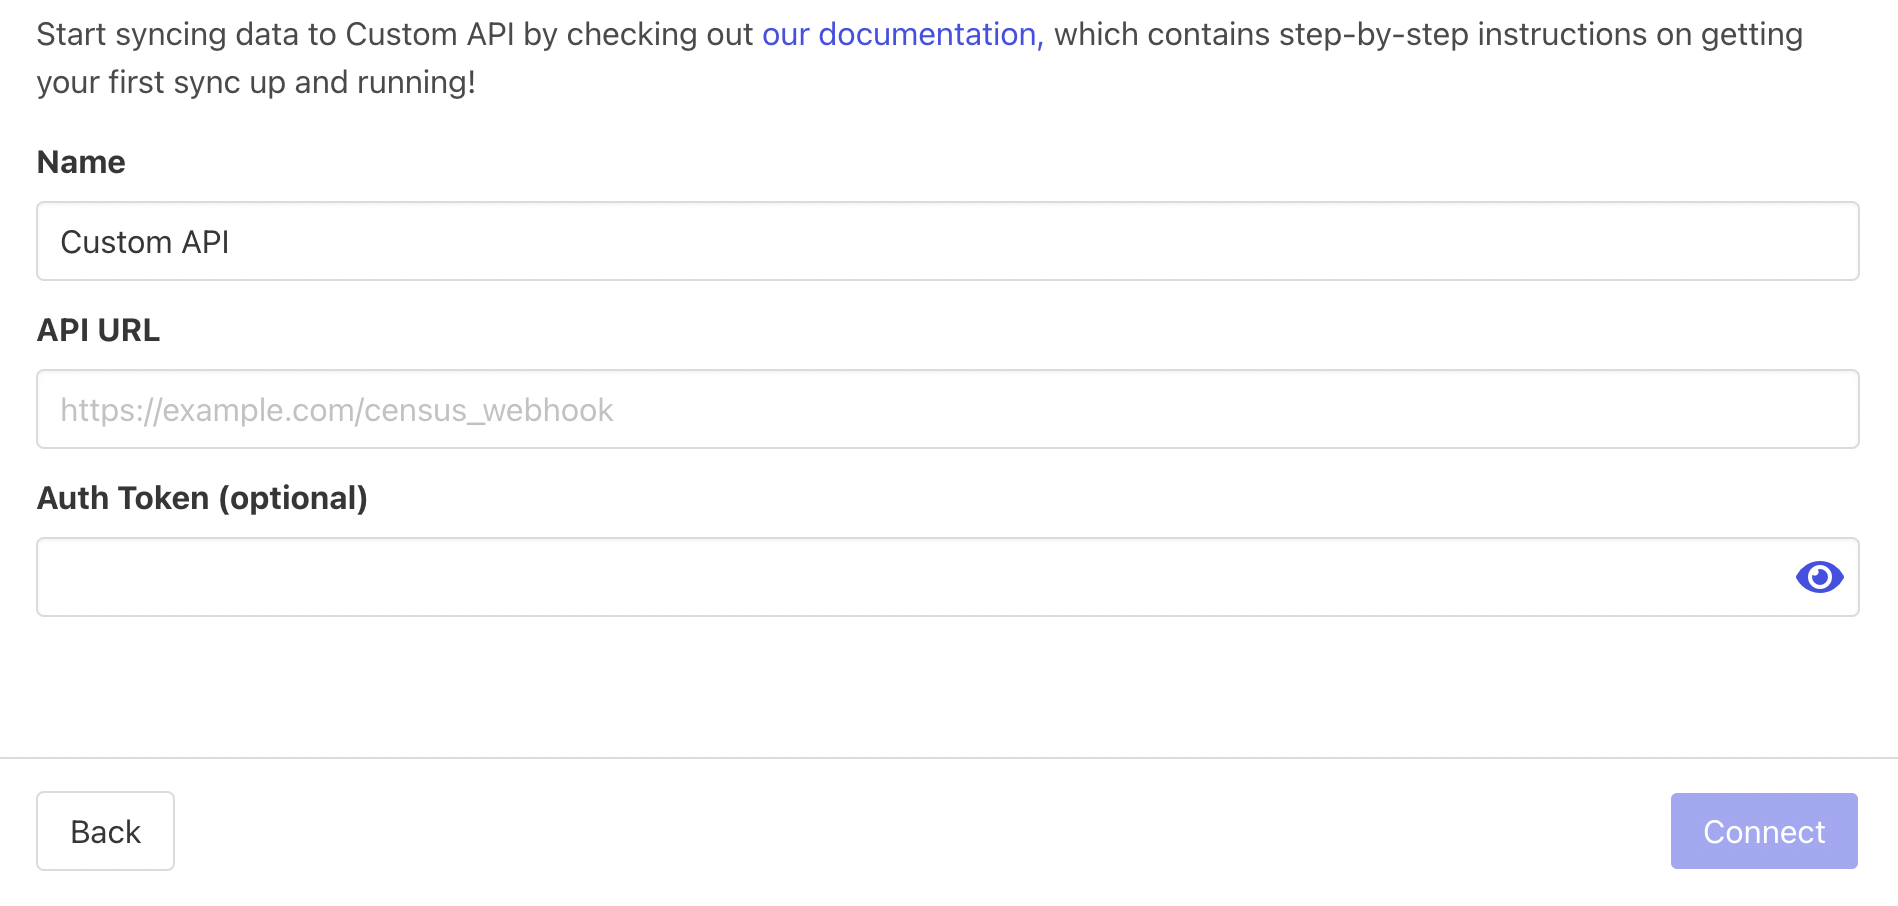 Start syncing data to Custom API by checking out our documentation, which contains step-by-step instructions on getting
your first sync up and running!
Name
Custom API
API URL
https://example.com/census_webhook
Auth Token (optional)
Back
Connect